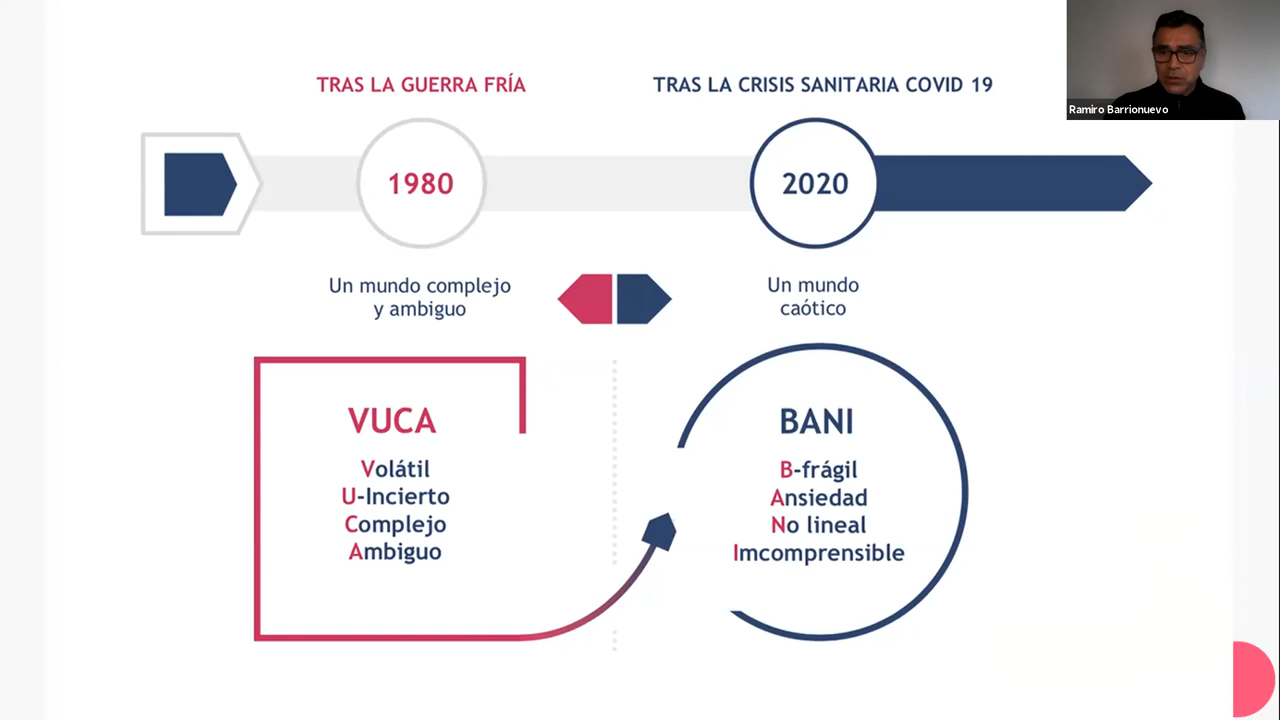 TRAS LA GUERRA FRÍA
TRAS LA CRISIS SANITARIA COVID 19
Ramiro Barrionuevo
1980
2020
Un mundo complejo
y ambiguo
Un mundo
caótico
VUCA
Volátil
U-Incierto
Complejo
Ambiguo
BANI
B-frágil
Ansiedad
No lineal
Imcomprensible